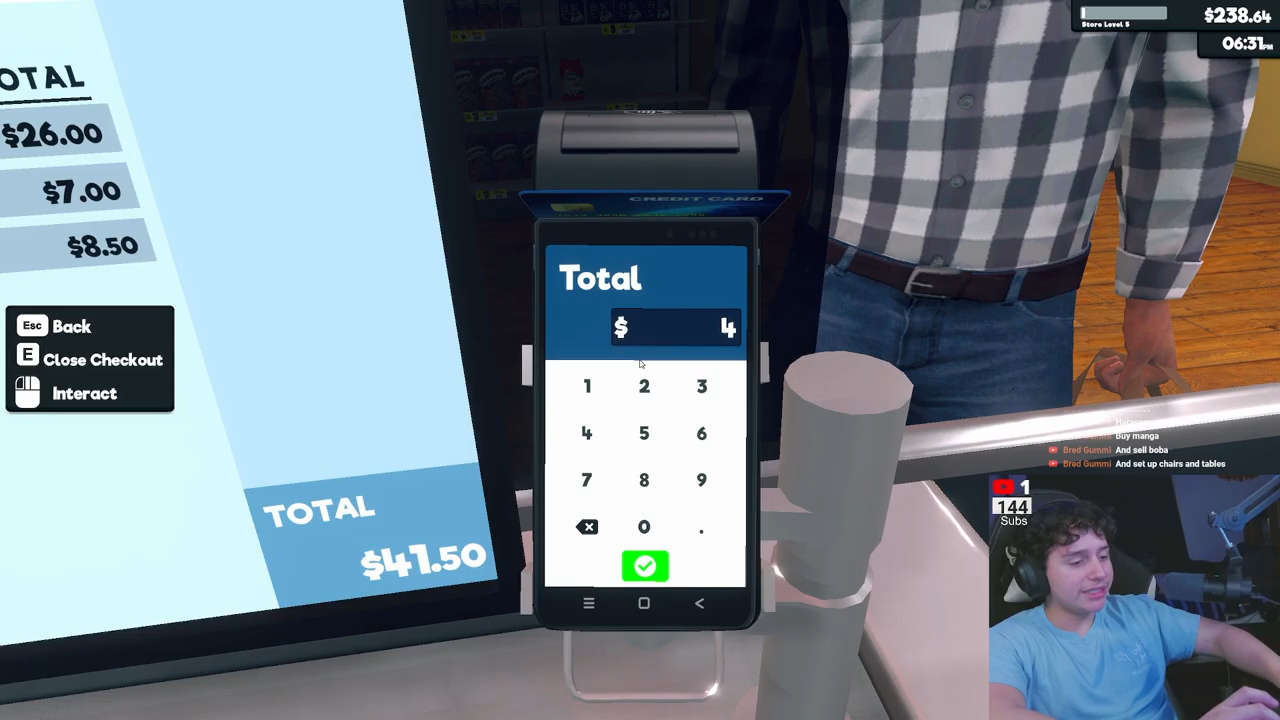 OTAL
$26.00
$7.00
$8.50
Esc Back
E Close Checkout
Interact
TOTAL
$41.50
CREDIT CARD
Total
$ 4
1 2 3
4 5 6
7 8 9
0 .
Store Level 5
$238.64
06:31PM
Buy manga
Bred Gummi And sell boba
Bred Gummi And set up chairs and tables
1
144
Subs